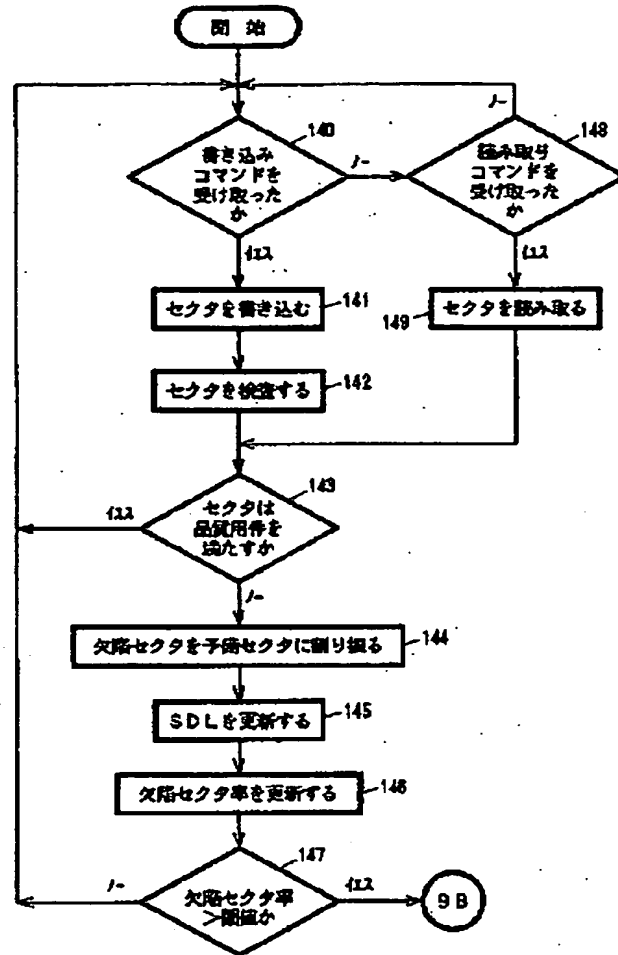 開始
140
書き込み
コマンドを
受け取った
か
ノー
148
読み取り
コマンドを
受け取った
か
ノー
イエス
イエス
セクタを書き込む
141
149
セクタを読み取る
セクタを検査する
142
143
セクタは
品質用件を
満たすか
イエス
ノー
欠陥セクタを予備セクタに割り振る
144
SDLを更新する
145
欠陥セクタ率を更新する
146
147
欠陥セクタ率
>閾値か
ノー
イエス
9B